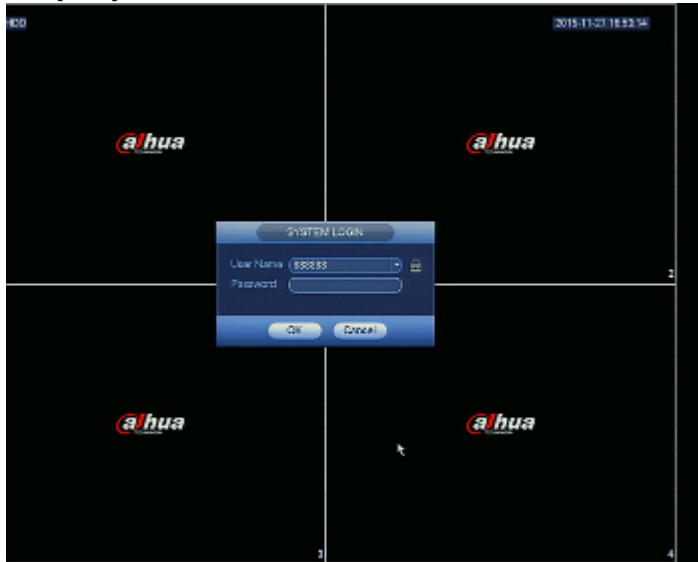 HDD
2015-11-27 16:53:14
alhua
alhua
SYSTEM LOGIN
User Name 888888
2
Password
OK Cancel
alhua
alhua
3
4